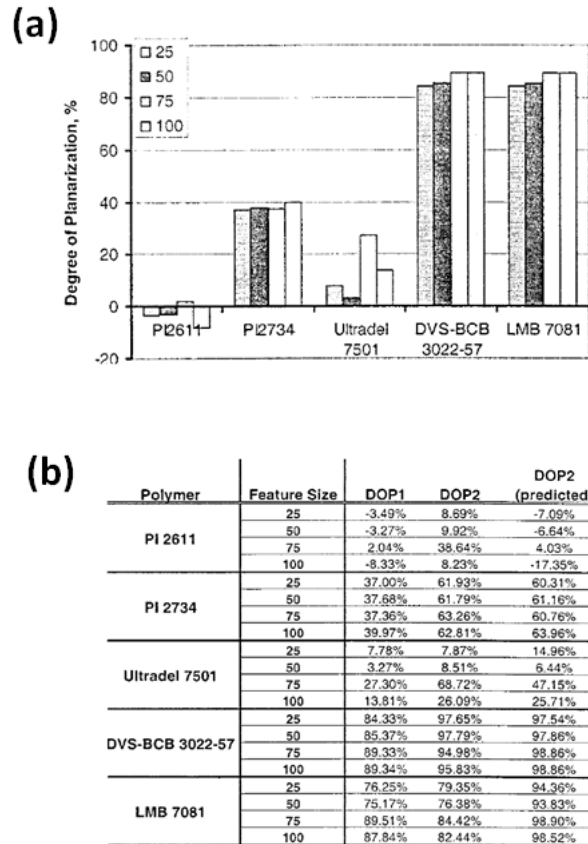 (a)
Degree of Planarization, %
100
80
60
40
20
0
-20
25
50
75
100
PI2611 PI2734 Ultradel 7501 DVS-BCB 3022-57 LMB 7081
(b)
Polymer Feature Size DOP1 DOP2 DOP2 (predicted)
PI 2611
25 -3.49% 8.69% -7.09%
50 -3.27% 9.92% -6.64%
75 2.04% 38.64% 4.03%
100 -8.33% 8.23% -17.35%
PI 2734
25 37.00% 61.93% 60.31%
50 37.68% 61.79% 61.16%
75 37.36% 63.26% 60.76%
100 39.97% 62.81% 63.96%
Ultradel 7501
25 7.78% 7.87% 14.96%
50 3.27% 8.51% 6.44%
75 27.30% 68.72% 47.15%
100 13.81% 26.09% 25.71%
DVS-BCB 3022-57
25 84.33% 97.65% 97.54%
50 85.37% 97.79% 97.86%
75 89.33% 94.98% 98.86%
100 89.34% 95.83% 98.86%
LMB 7081
25 76.25% 79.35% 94.36%
50 75.17% 76.38% 93.83%
75 89.51% 84.42% 98.90%
100 87.84% 82.44% 98.52%